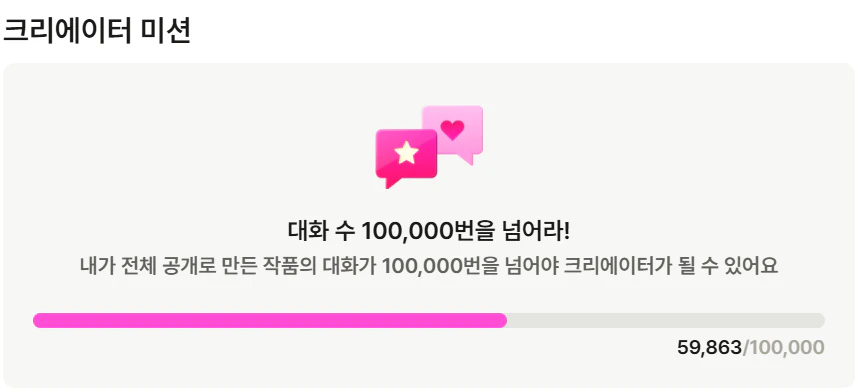 크리에이터 미션
대화 수 100,000번을 넘어라!
내가 전체 공개로 만든 작품의 대화가 100,000번을 넘어야 크리에이터가 될 수 있어요
59,863/100,000